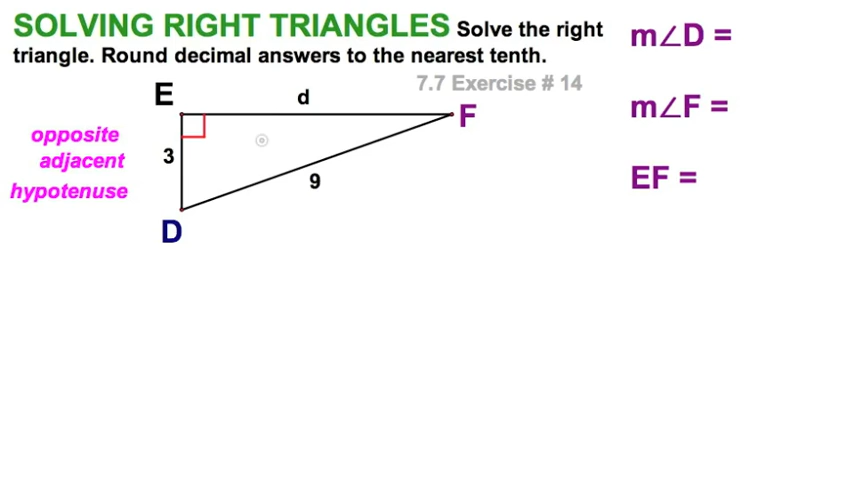 SOLVING RIGHT TRIANGLES Solve the right
triangle. Round decimal answers to the nearest tenth.
7.7 Exercise # 14
m∠D =
m∠F =
EF =
E
d
F
opposite
adjacent
hypotenuse
3
9
D